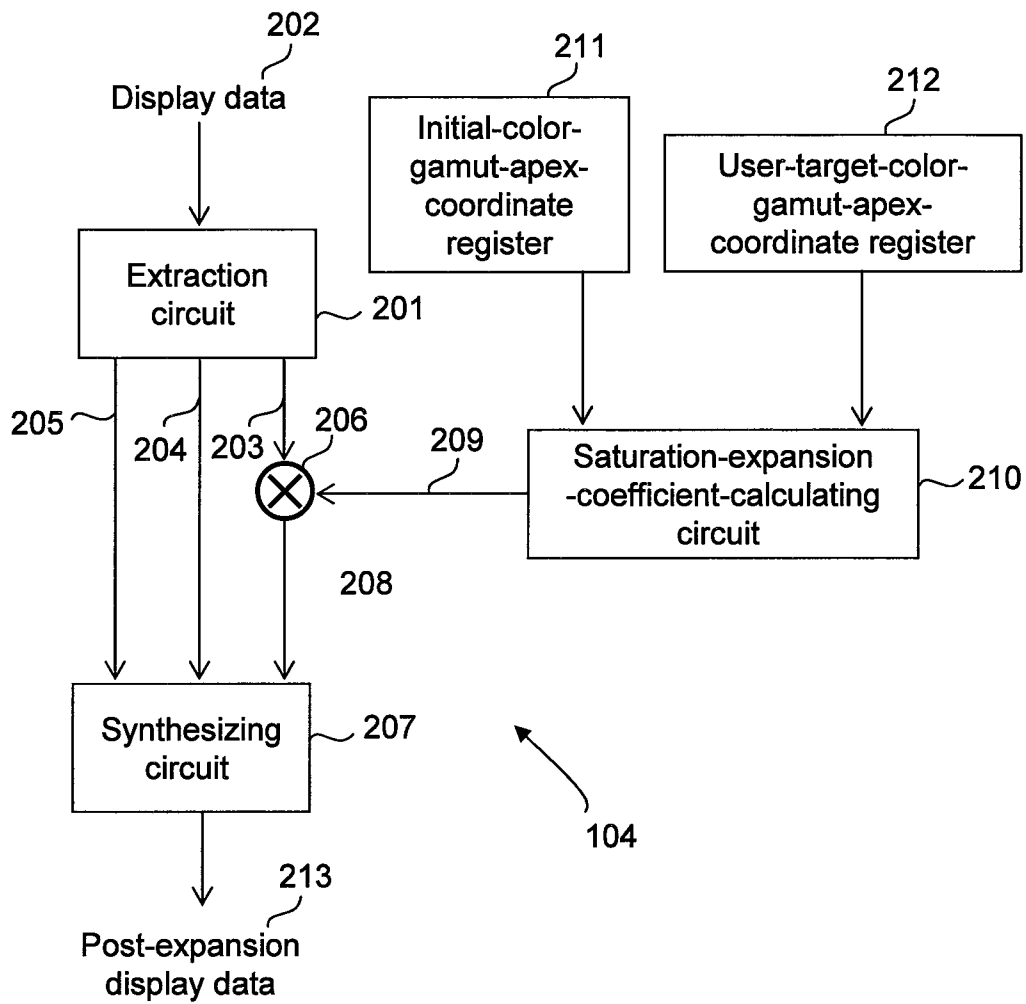 202
Display data
211
Initial-color-
gamut-apex-
coordinate
register
212
User-target-color-
gamut-apex-
coordinate register
Extraction
circuit
201
205
204
203
206
209
Saturation-expansion
-coefficient-calculating
circuit
210
208
Synthesizing
circuit
207
104
213
Post-expansion
display data